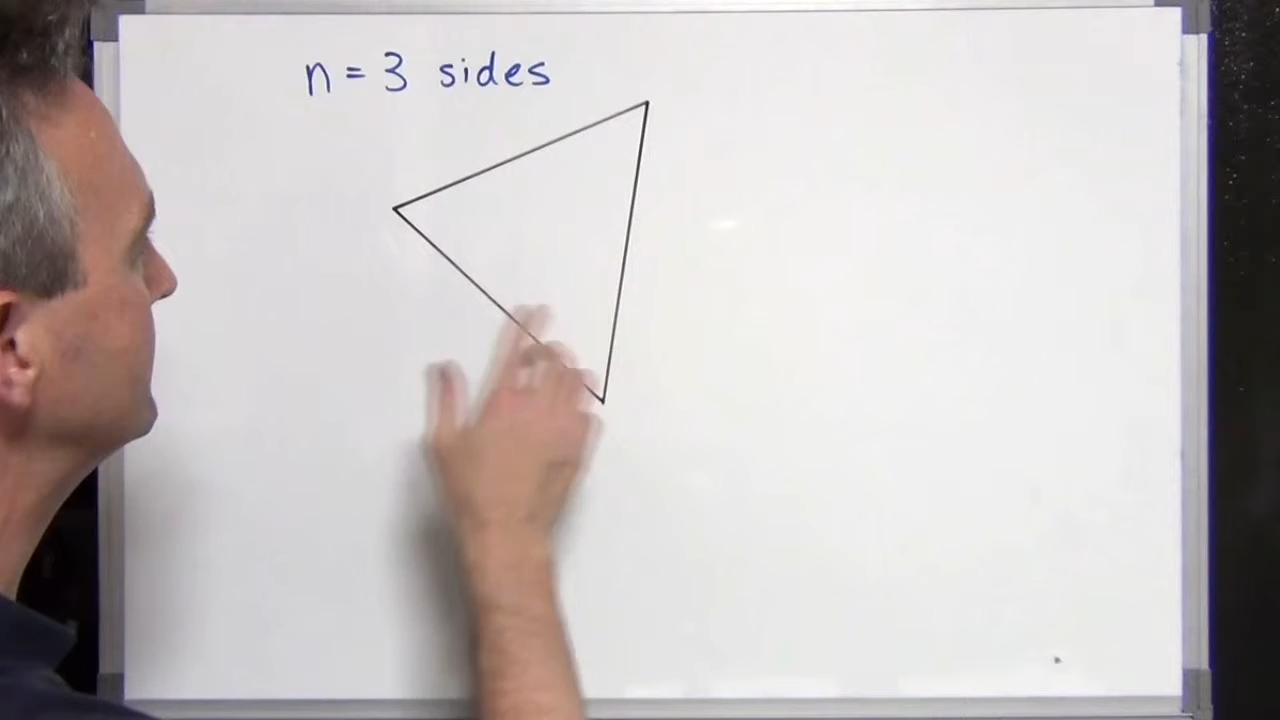 n = 3 sides